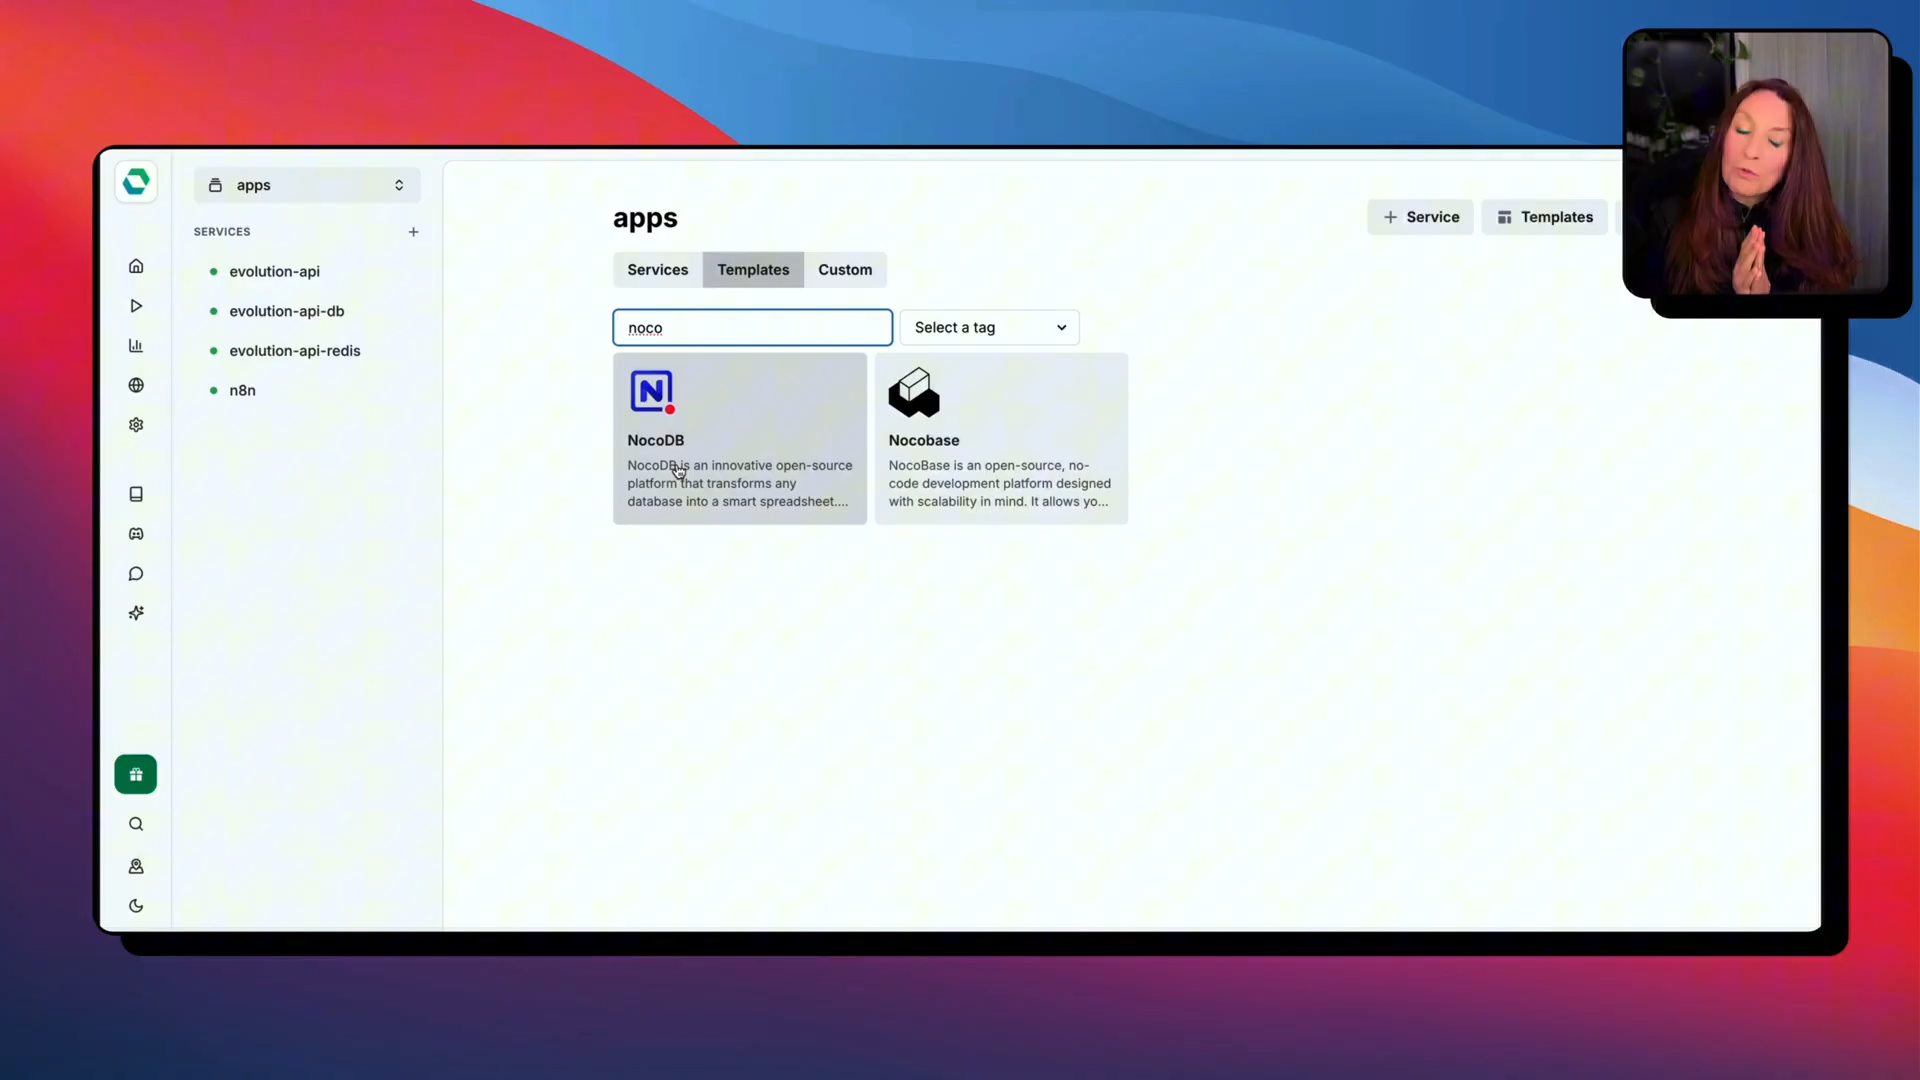 apps
SERVICES
evolution-api
evolution-api-db
evolution-api-redis
n8n
apps
Service
Templates
Services
Templates
Custom
noco
Select a tag
NocoDB
NocoDB is an innovative open-source
platform that transforms any
database into a smart spreadsheet....
Nocobase
NocoBase is an open-source, no-
code development platform designed
with scalability in mind. It allows yo...